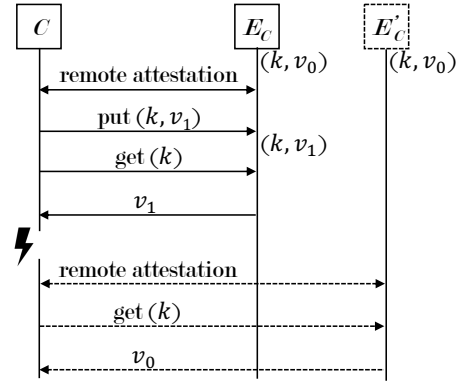 C E_C E'_C
(k, v_0) (k, v_0)
remote attestation
put (k, v_1)
(k, v_1)
get (k)
v_1
remote attestation
get (k)
v_0